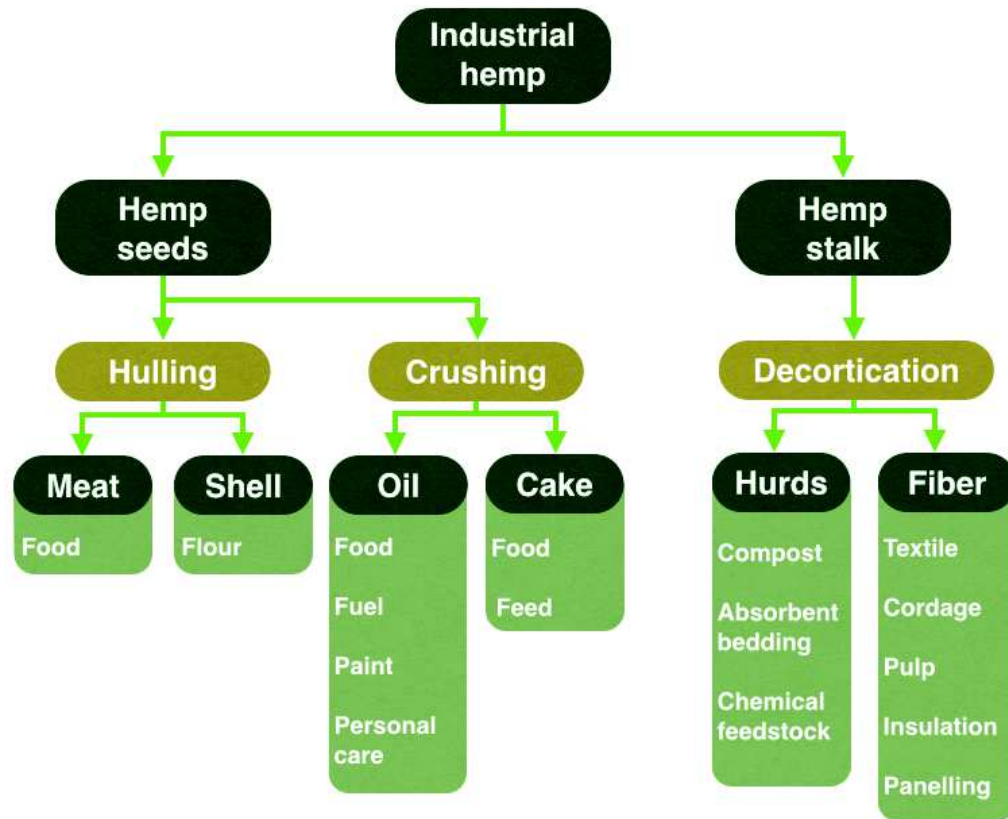 Industrial
hemp
Hemp
seeds
Hemp
stalk
Hulling
Crushing
Decortication
Meat
Food
Shell
Flour
Oil
Food
Fuel
Paint
Personal
care
Cake
Food
Feed
Hurds
Compost
Absorbent
bedding
Chemical
feedstock
Fiber
Textile
Cordage
Pulp
Insulation
Panelling